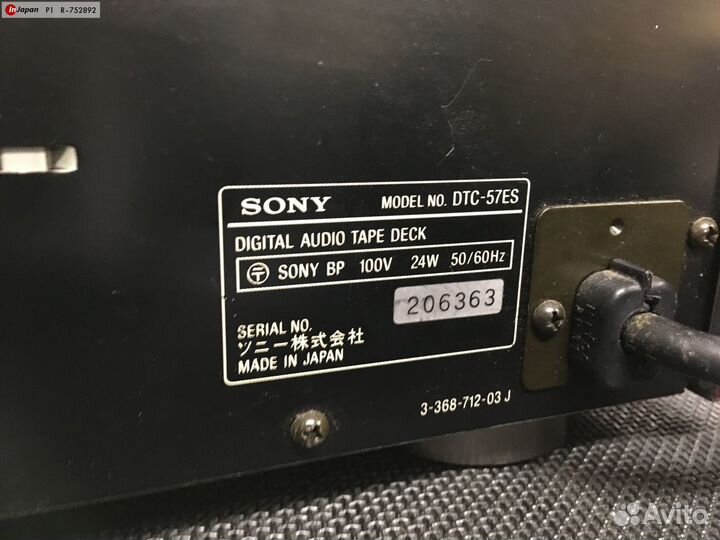 InJapan P1 R-752892
SONY MODEL NO. DTC-57ES
DIGITAL AUDIO TAPE DECK
〒 SONY BP 100V 24W 50/60Hz
206363
SERIAL NO.
ソニー株式会社
MADE IN JAPAN
3-368-712-03 J
Avito